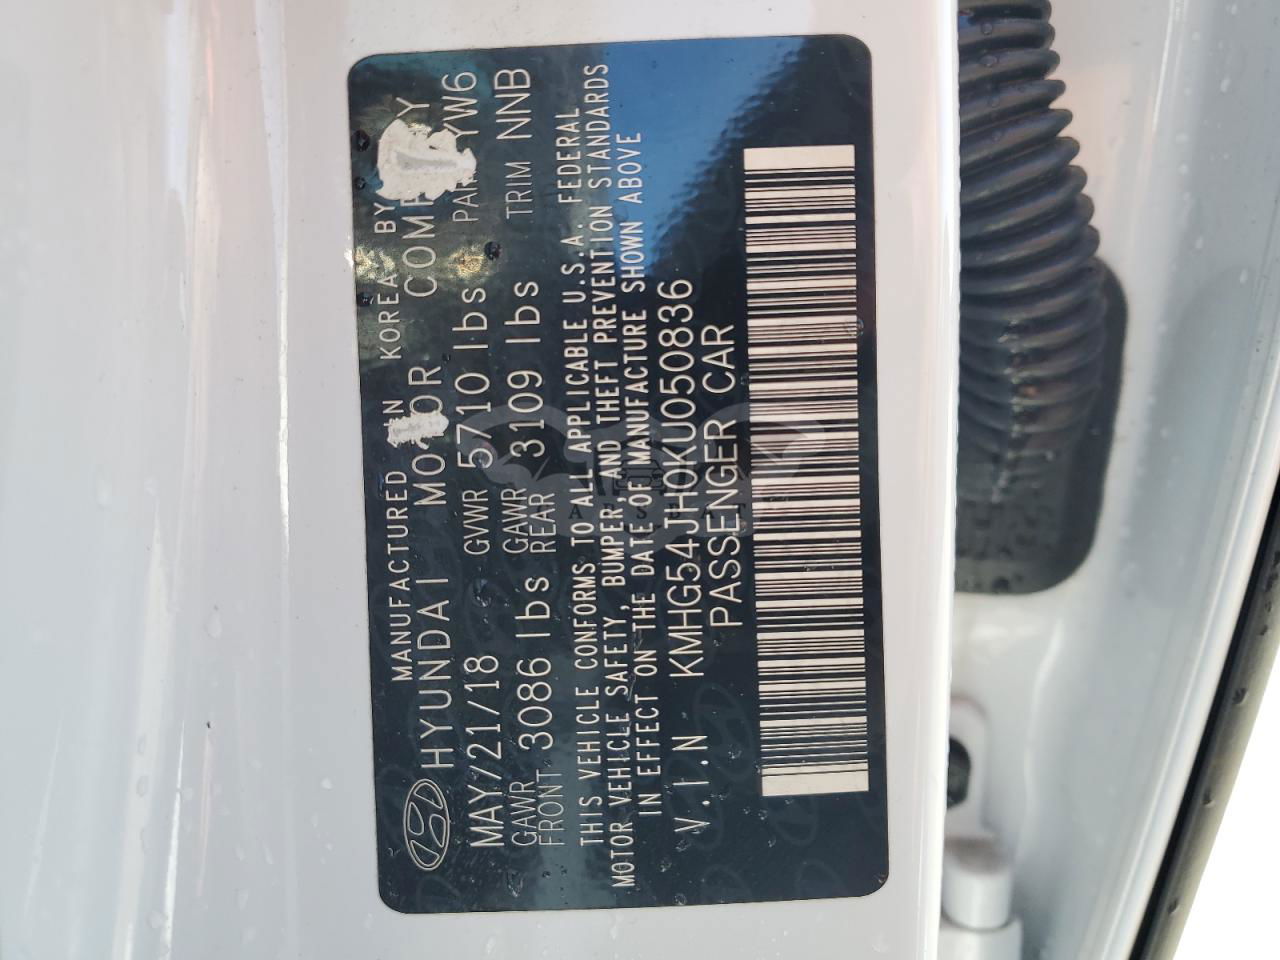 MANUFACTURED IN KOREA BY
HYUNDAI MOTOR COMPANY
MAY/21/18 GVWR 5710 lbs YW6
GAWR FRONT 3086 lbs GAWR REAR 3109 lbs TRIM NNB
THIS VEHICLE CONFORMS TO ALL APPLICABLE U.S.A. FEDERAL
MOTOR VEHICLE SAFETY, BUMPER, AND THEFT PREVENTION STANDARDS
IN EFFECT ON THE DATE OF MANUFACTURE SHOWN ABOVE
V.I.N KMHG54JH0KU050836
PASSENGER CAR